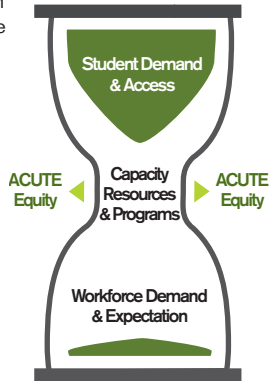 e
Student Demand
& Access
ACUTE
Equity
Capacity
Resources
& Programs
ACUTE
Equity
Workforce Demand
& Expectation